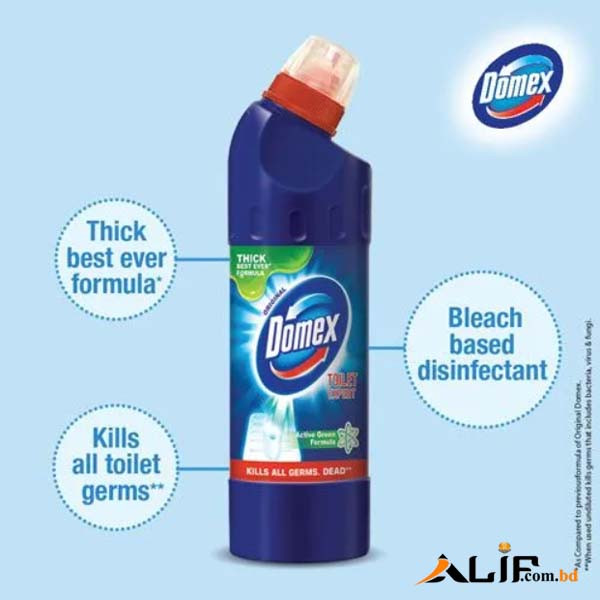 Domex
Thick
best ever
formula*
THICK
BEST EVER*
FORMULA
ORIGINAL
Domex
TOILET
EXPERT
Active Green
Formula
KILLS ALL GERMS. DEAD**
Bleach
based
disinfectant
Kills
all toilet
germs**
*As Compared to previousformula of Original Domex.
**When used undiluted kills germs that includes bacteria, virus & fungi.
ALIF.com.bd